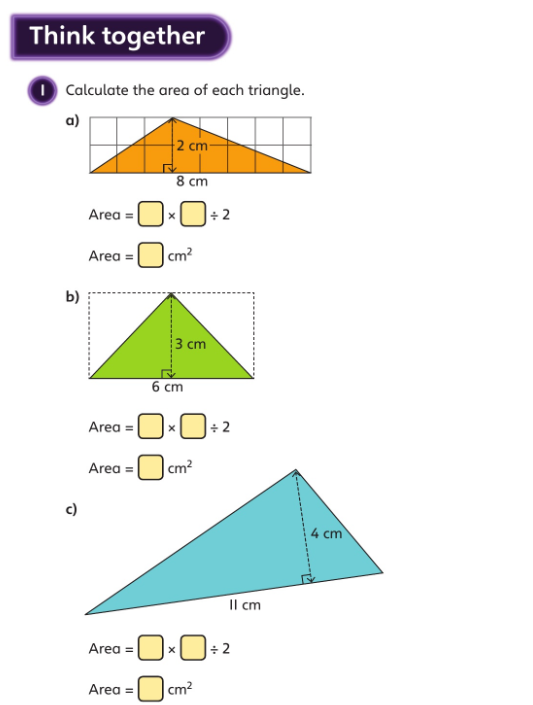 Think together
1 Calculate the area of each triangle.
a)
2 cm
8 cm
Area = × ÷ 2
Area = cm²
b)
3 cm
6 cm
Area = × ÷ 2
Area = cm²
c)
4 cm
11 cm
Area = × ÷ 2
Area = cm²